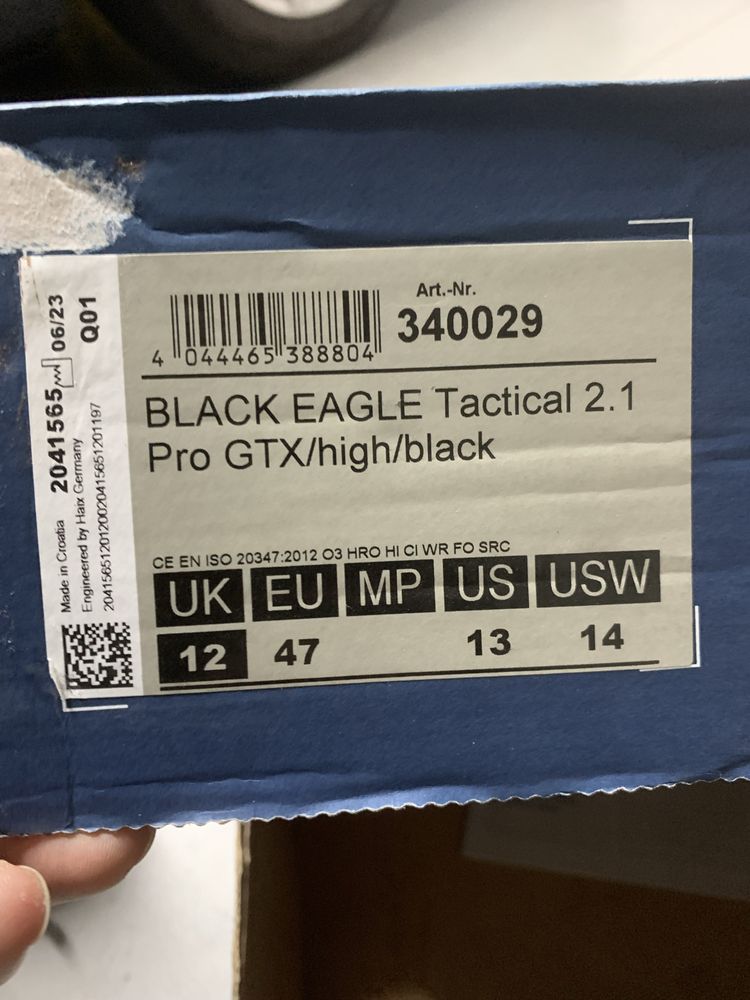 Art.-Nr.
340029
4 044465 388804
BLACK EAGLE Tactical 2.1
Pro GTX/high/black
CE EN ISO 20347:2012 O3 HRO HI CI WR FO SRC
UK EU MP US USW
12 47 13 14
Made in Croatia 2041565 06/23
Engineered by Haix Germany Q01
2041565120120020415651201197